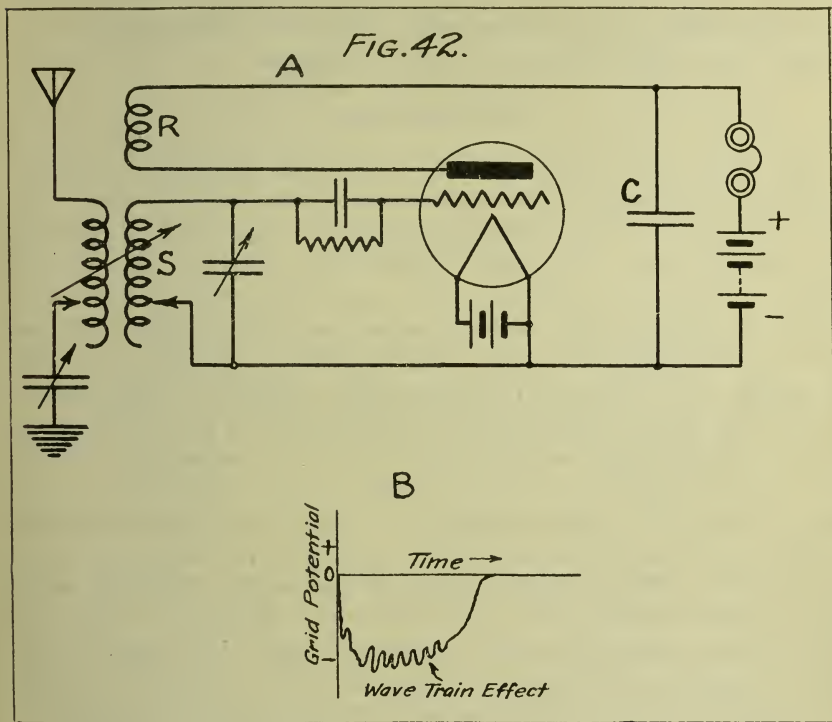 FIG. 42.
A
R
S
C
+
-
B
Grid Potential
+
0
-
Time →
Wave Train Effect